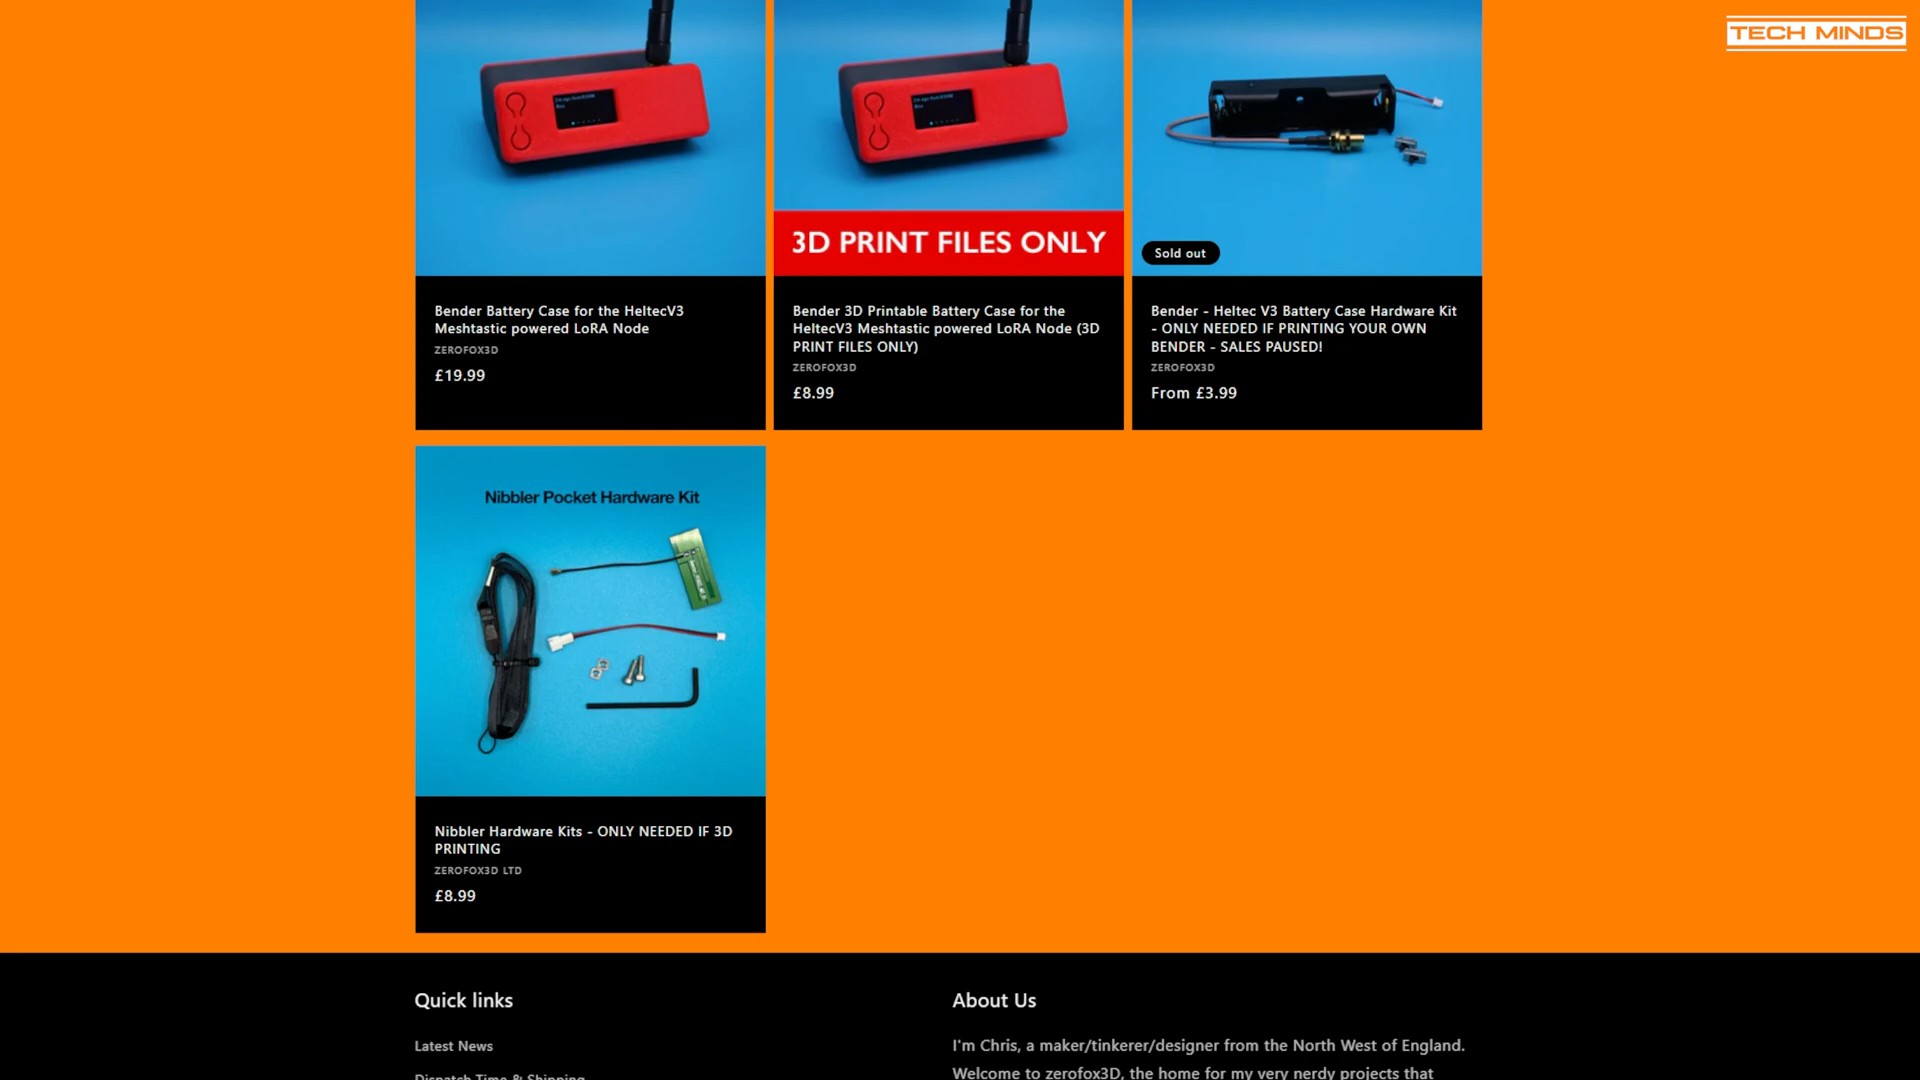 TECH MINDS
3D PRINT FILES ONLY
Sold out
Bender Battery Case for the HeltecV3
Meshtastic powered LoRA Node
ZEROFOX3D
£19.99
Bender 3D Printable Battery Case for the
HeltecV3 Meshtastic powered LoRA Node (3D
PRINT FILES ONLY)
ZEROFOX3D
£8.99
Bender - Heltec V3 Battery Case Hardware Kit
- ONLY NEEDED IF PRINTING YOUR OWN
BENDER - SALES PAUSED!
ZEROFOX3D
From £3.99
Nibbler Pocket Hardware Kit
Nibbler Hardware Kits - ONLY NEEDED IF 3D
PRINTING
ZEROFOX3D LTD
£8.99
Quick links
Latest News
Dispatch Time & Shipping
About Us
I'm Chris, a maker/tinkerer/designer from the North West of England.
Welcome to zerofox3D, the home for my very nerdy projects that